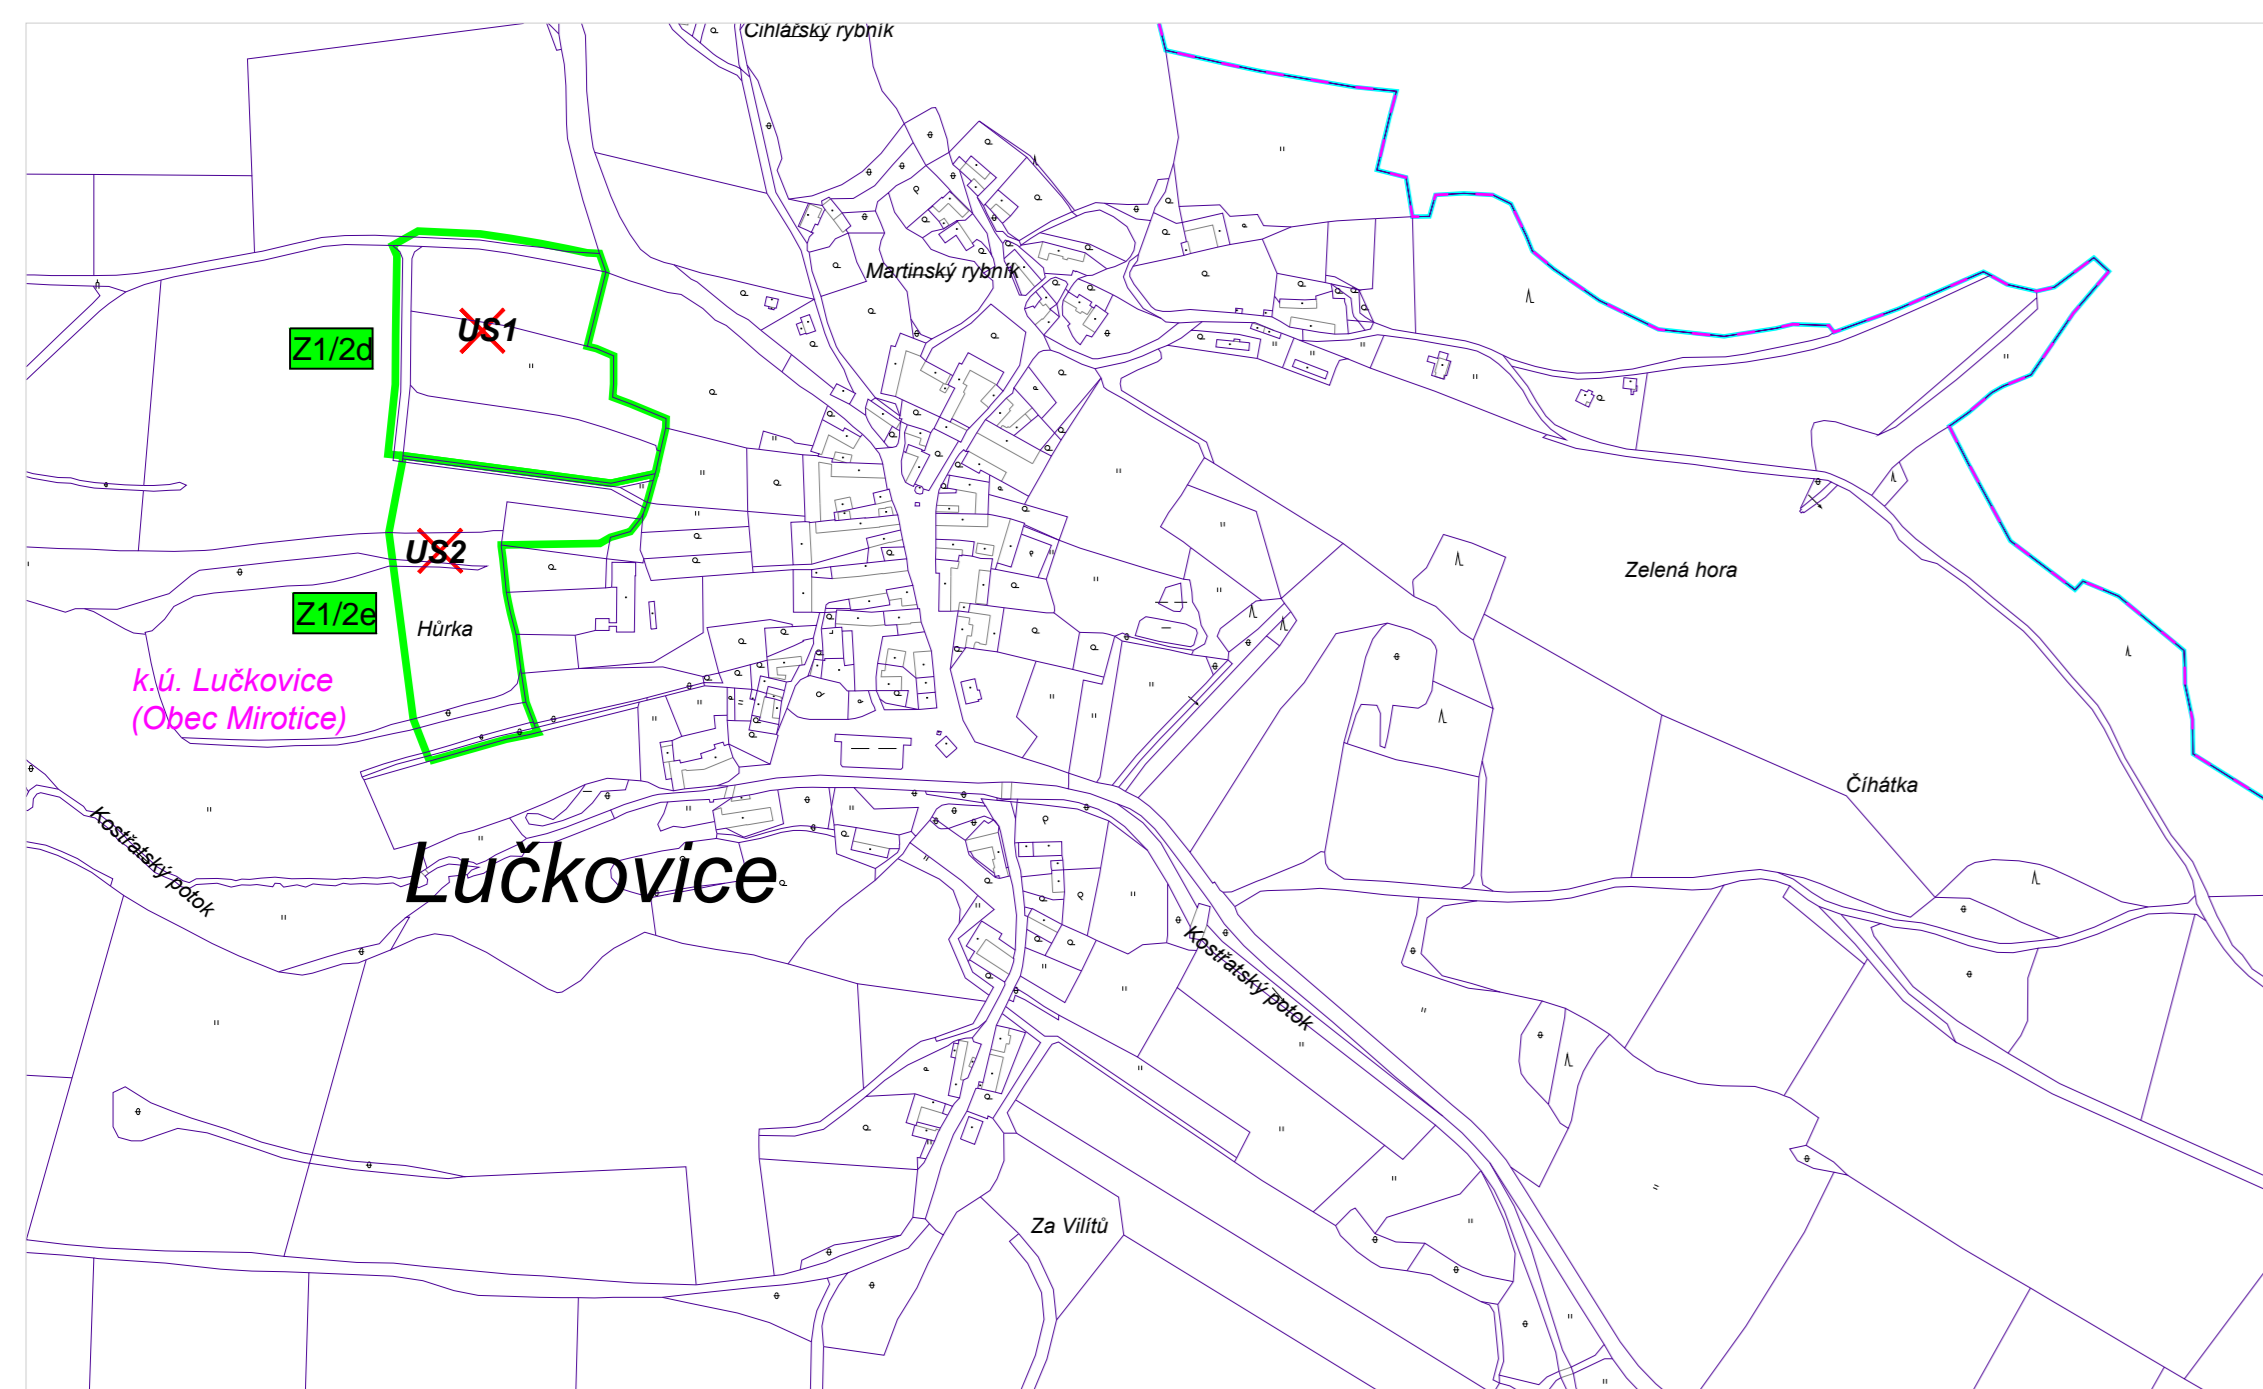 Cihlářský rybník
Martinský rybník
US1
Z1/2d
US2
Zelená hora
Z1/2e
Hůrka
k.ú. Lučkovice
(Obec Mirotice)
Číhátka
Kostřatský potok
Lučkovice
Kostřatský potok
Za Vilítů